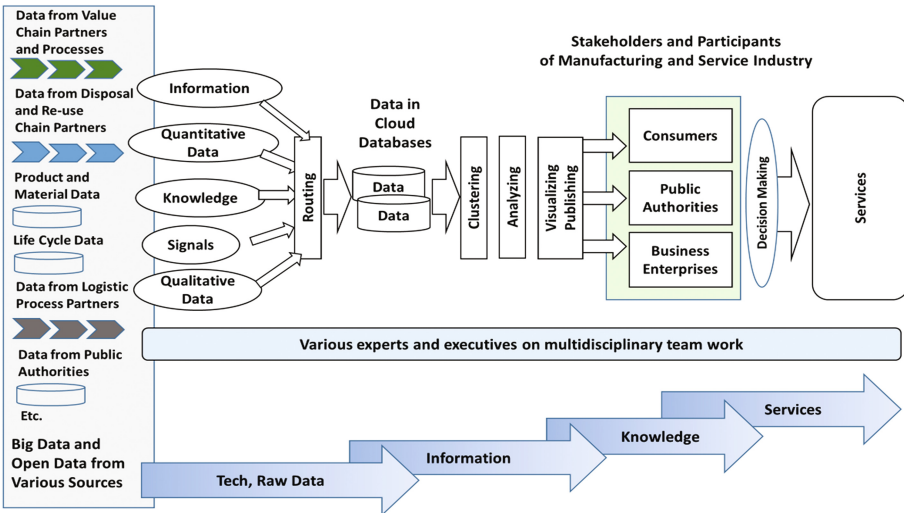 Data from Value
Chain Partners
and Processes
Data from Disposal
and Re-use
Chain Partners
Product and
Material Data
Life Cycle Data
Data from Logistic
Process Partners
Data from Public
Authorities
Etc.
Big Data and
Open Data from
Various Sources
Information
Quantitative
Data
Knowledge
Signals
Qualitative
Data
Routing
Data in
Cloud
Databases
Data
Data
Clustering
Analyzing
Visualizing
Publishing
Stakeholders and Participants
of Manufacturing and Service Industry
Consumers
Public
Authorities
Business
Enterprises
Decision Making
Services
Various experts and executives on multidisciplinary team work
Tech, Raw Data
Information
Knowledge
Services